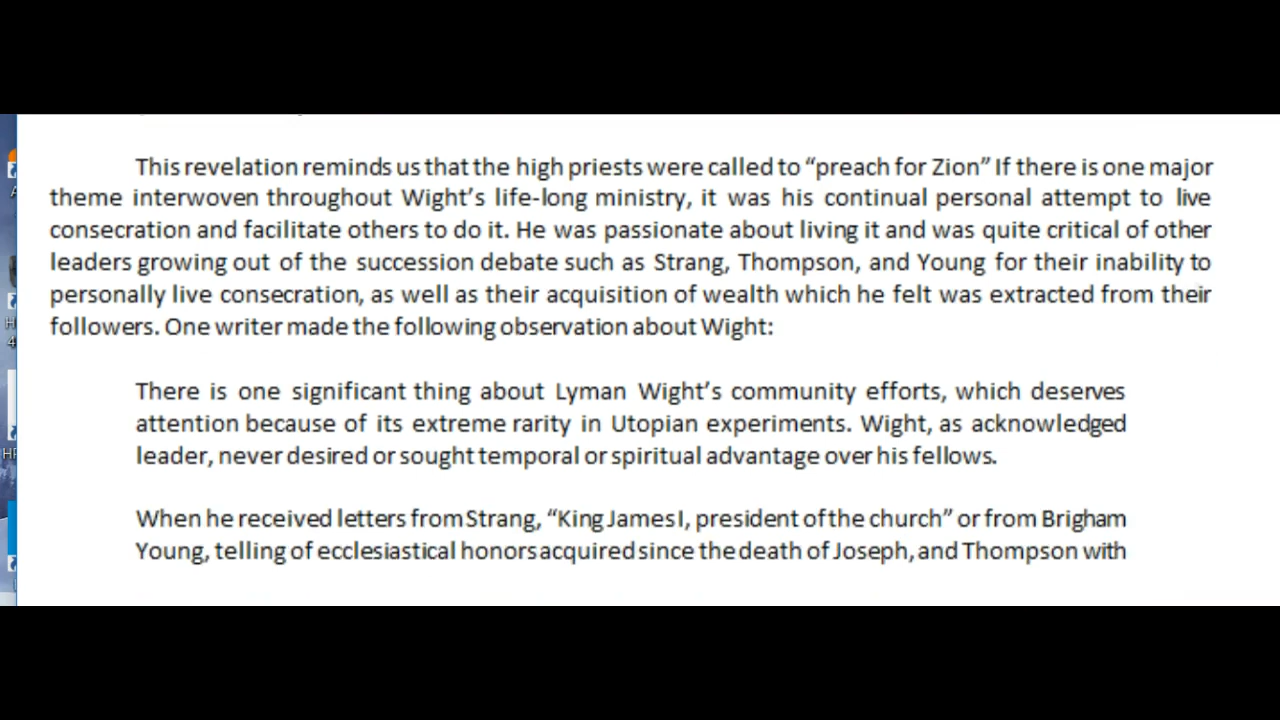 This revelation reminds us that the high priests were called to “preach for Zion” If there is one major
theme interwoven throughout Wight’s life-long ministry, it was his continual personal attempt to live
consecration and facilitate others to do it. He was passionate about living it and was quite critical of other
leaders growing out of the succession debate such as Strang, Thompson, and Young for their inability to
personally live consecration, as well as their acquisition of wealth which he felt was extracted from their
followers. One writer made the following observation about Wight:
There is one significant thing about Lyman Wight’s community efforts, which deserves
attention because of its extreme rarity in Utopian experiments. Wight, as acknowledged
leader, never desired or sought temporal or spiritual advantage over his fellows.
When he received letters from Strang, “King James I, president of the church” or from Brigham
Young, telling of ecclesiastical honors acquired since the death of Joseph, and Thompson with